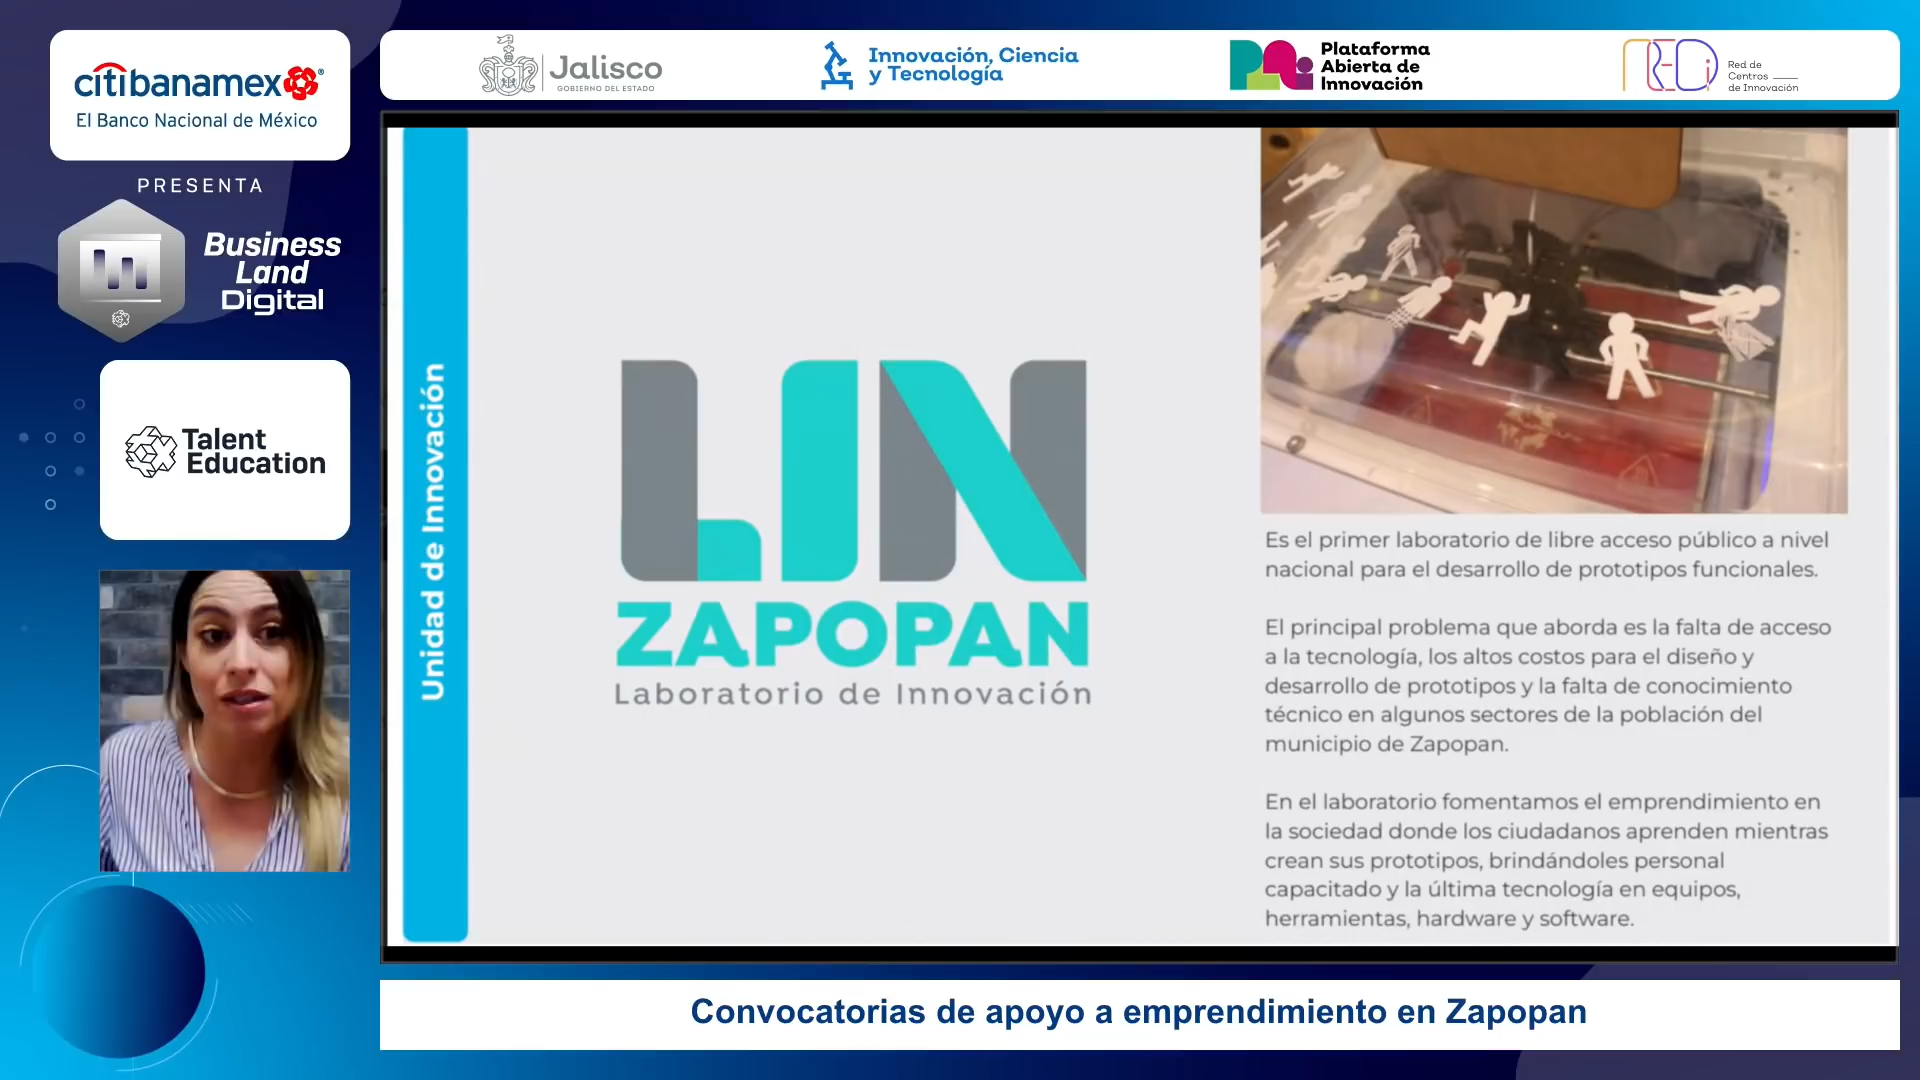 citibanamex®
El Banco Nacional de México
PRESENTA
Business
Land
Digital
Talent
Education
Jalisco
GOBIERNO DEL ESTADO
Innovación, Ciencia
y Tecnología
Plataforma
Abierta de
Innovación
REDi
Red de
Centros
de Innovación
Unidad de Innovación
LIN
ZAPOPAN
Laboratorio de Innovación
Es el primer laboratorio de libre acceso público a nivel
nacional para el desarrollo de prototipos funcionales.
El principal problema que aborda es la falta de acceso
a la tecnología, los altos costos para el diseño y
desarrollo de prototipos y la falta de conocimiento
técnico en algunos sectores de la población del
municipio de Zapopan.
En el laboratorio fomentamos el emprendimiento en
la sociedad donde los ciudadanos aprenden mientras
crean sus prototipos, brindándoles personal
capacitado y la última tecnología en equipos,
herramientas, hardware y software.
Convocatorias de apoyo a emprendimiento en Zapopan